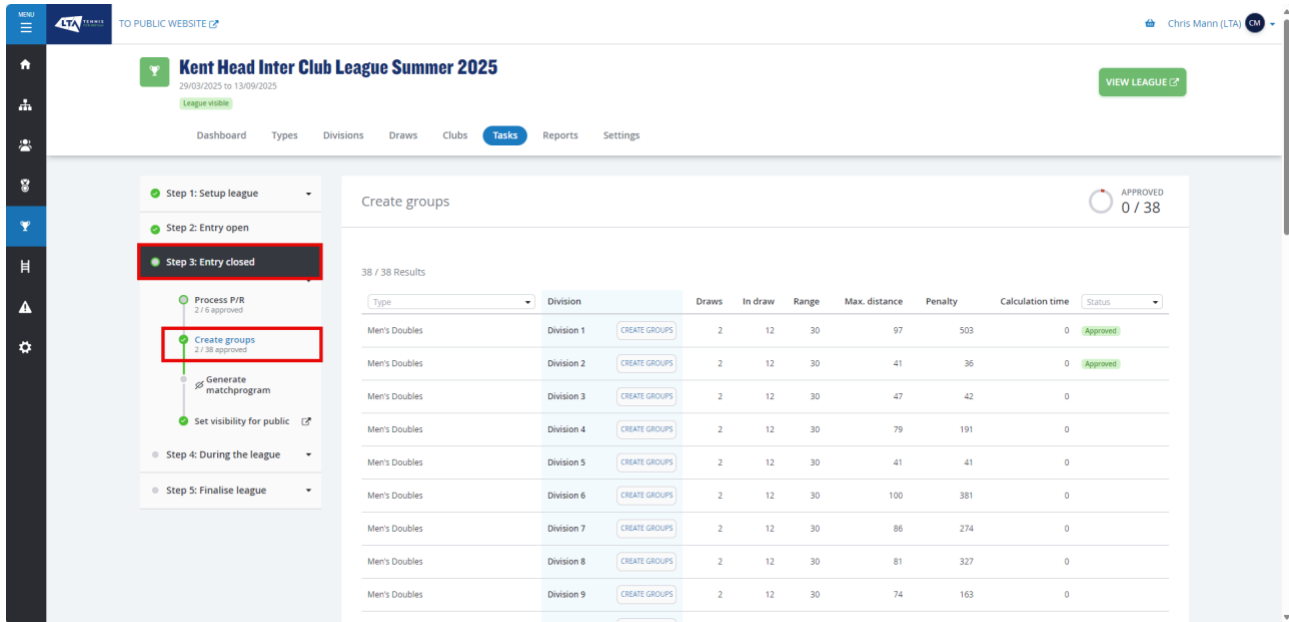 MENU
LTA TENNIS
TO PUBLIC WEBSITE
Chris Mann (LTA) CM
Kent Head Inter Club League Summer 2025
29/03/2025 to 13/09/2025
League visible
VIEW LEAGUE
Dashboard Types Divisions Draws Clubs Tasks Reports Settings
Step 1: Setup league
Step 2: Entry open
Step 3: Entry closed
Process P/R
2 / 6 approved
Create groups
2 / 38 approved
Generate
matchprogram
Set visibility for public
Step 4: During the league
Step 5: Finalise league
Create groups
APPROVED
0 / 38
38 / 38 Results
Type Division Draws In draw Range Max. distance Penalty Calculation time Status
Men's Doubles Division 1 CREATE GROUPS 2 12 30 97 503 0 Approved
Men's Doubles Division 2 CREATE GROUPS 2 12 30 41 36 0 Approved
Men's Doubles Division 3 CREATE GROUPS 2 12 30 47 42 0
Men's Doubles Division 4 CREATE GROUPS 2 12 30 79 191 0
Men's Doubles Division 5 CREATE GROUPS 2 12 30 41 41 0
Men's Doubles Division 6 CREATE GROUPS 2 12 30 100 381 0
Men's Doubles Division 7 CREATE GROUPS 2 12 30 86 274 0
Men's Doubles Division 8 CREATE GROUPS 2 12 30 81 327 0
Men's Doubles Division 9 CREATE GROUPS 2 12 30 74 163 0